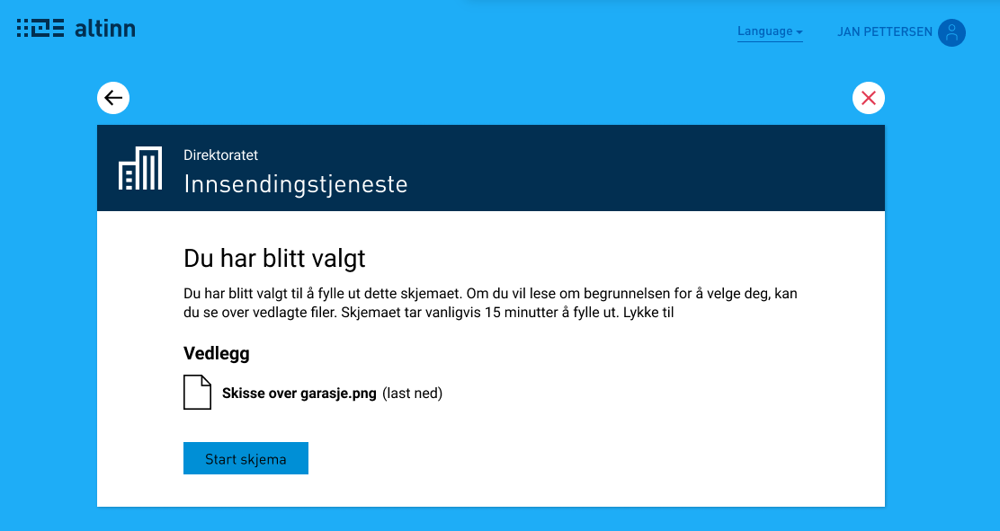 altinn
Language
JAN PETTERSEN
Direktoratet
Innsendingstjeneste
Du har blitt valgt
Du har blitt valgt til å fylle ut dette skjemaet. Om du vil lese om begrunnelsen for å velge deg, kan
du se over vedlagte filer. Skjemaet tar vanligvis 15 minutter å fylle ut. Lykke til
Vedlegg
Skisse over garasje.png (last ned)
Start skjema